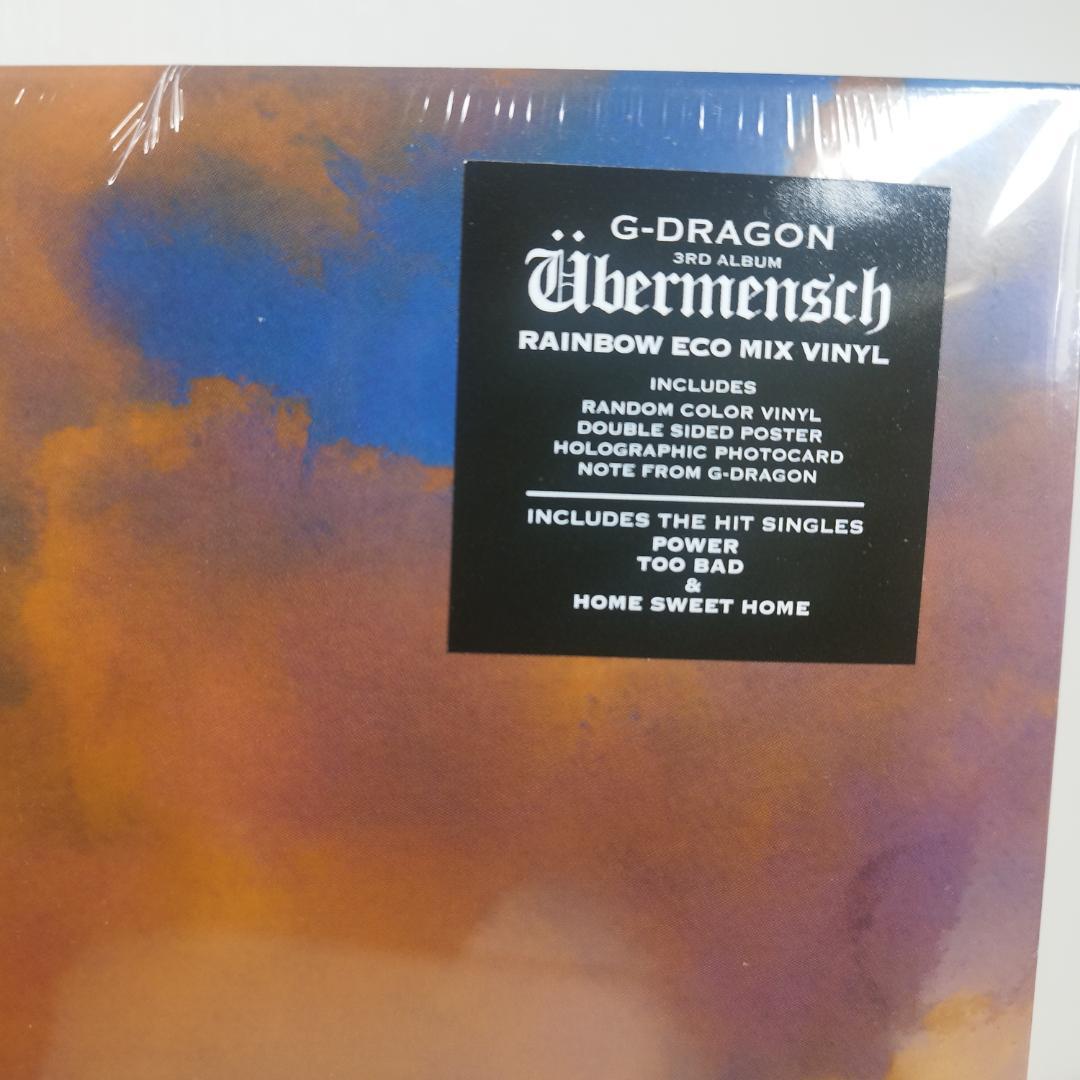 G-DRAGON
3RD ALBUM
Übermensch
RAINBOW ECO MIX VINYL
INCLUDES
RANDOM COLOR VINYL
DOUBLE SIDED POSTER
HOLOGRAPHIC PHOTOCARD
NOTE FROM G-DRAGON
INCLUDES THE HIT SINGLES
POWER
TOO BAD
&
HOME SWEET HOME